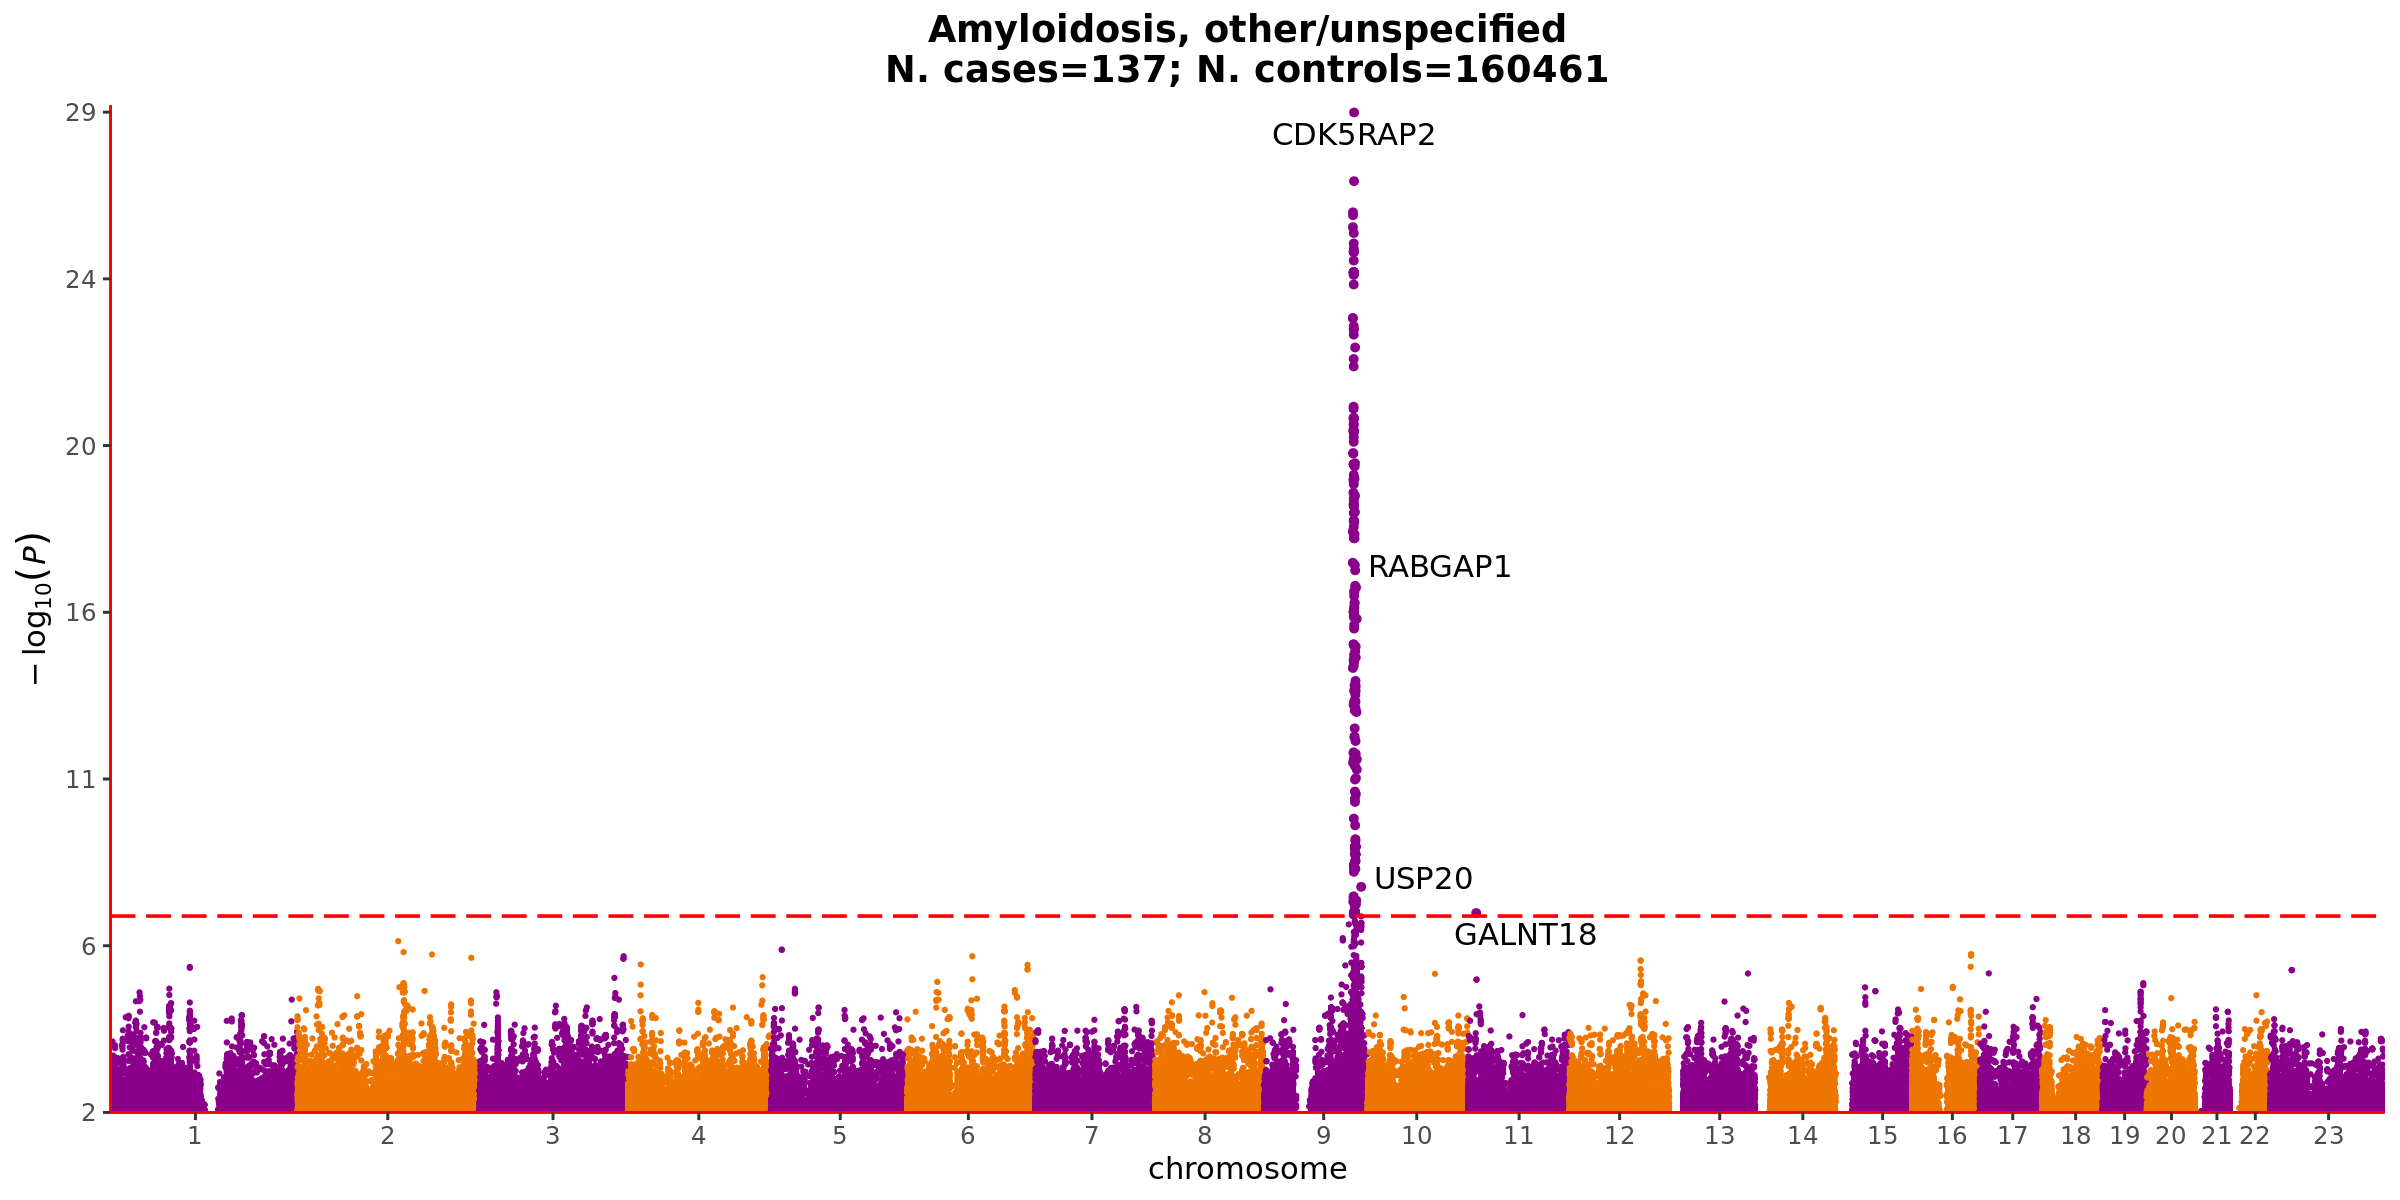 Amyloidosis, other/unspecified
N. cases=137; N. controls=160461
29
CDK5RAP2
24
20
RABGAP1
16
11
USP20
GALNT18
6
2
−log10(P)
1 2 3 4 5 6 7 8 9 10 11 12 13 14 15 16 17 18 19 20 21 22 23
chromosome